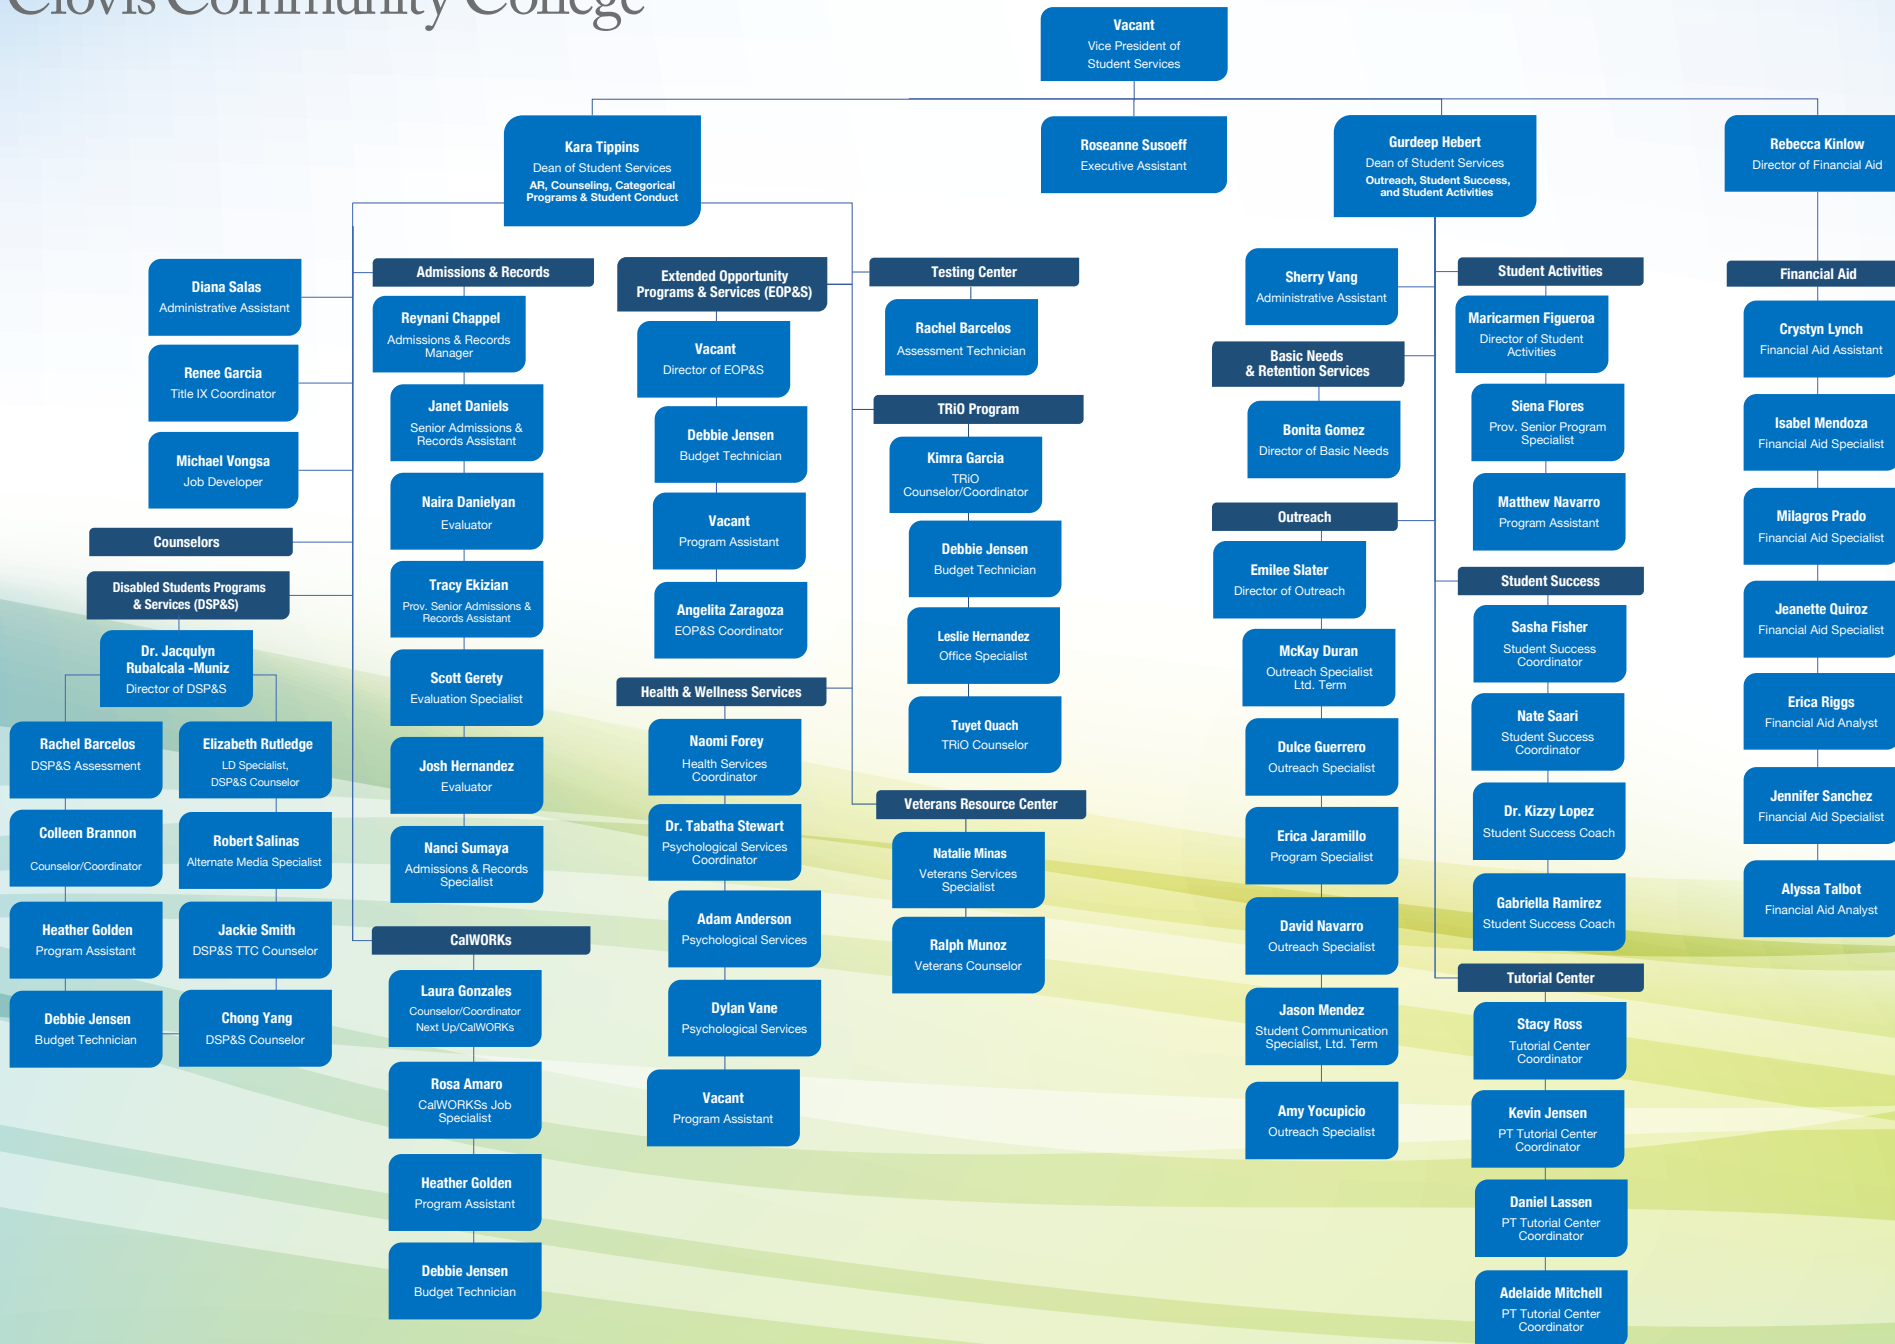 Clovis Community College
Vacant
Vice President of
Student Services
Kara Tippins
Dean of Student Services
AR, Counseling, Categorical
Programs & Student Conduct
Roseanne Susoeff
Executive Assistant
Gurdeep Hebert
Dean of Student Services
Outreach, Student Success,
and Student Activities
Rebecca Kinlow
Director of Financial Aid
Diana Salas
Administrative Assistant
Renee Garcia
Title IX Coordinator
Michael Vongsa
Job Developer
Counselors
Disabled Students Programs
& Services (DSP&S)
Dr. Jacqulyn
Rubalcala -Muniz
Director of DSP&S
Rachel Barcelos
DSP&S Assessment
Colleen Brannon
Counselor/Coordinator
Heather Golden
Program Assistant
Debbie Jensen
Budget Technician
Elizabeth Rutledge
LD Specialist,
DSP&S Counselor
Robert Salinas
Alternate Media Specialist
Jackie Smith
DSP&S TTC Counselor
Chong Yang
DSP&S Counselor
Admissions & Records
Reynani Chappel
Admissions & Records
Manager
Janet Daniels
Senior Admissions &
Records Assistant
Naira Danielyan
Evaluator
Tracy Ekizian
Prov. Senior Admissions &
Records Assistant
Scott Gerety
Evaluation Specialist
Josh Hernandez
Evaluator
Nanci Sumaya
Admissions & Records
Specialist
CalWORKs
Laura Gonzales
Counselor/Coordinator
Next Up/CalWORKs
Rosa Amaro
CalWORKSs Job
Specialist
Heather Golden
Program Assistant
Debbie Jensen
Budget Technician
Extended Opportunity
Programs & Services (EOP&S)
Vacant
Director of EOP&S
Debbie Jensen
Budget Technician
Vacant
Program Assistant
Angelita Zaragoza
EOP&S Coordinator
Health & Wellness Services
Naomi Forey
Health Services
Coordinator
Dr. Tabatha Stewart
Psychological Services
Coordinator
Adam Anderson
Psychological Services
Dylan Vane
Psychological Services
Vacant
Program Assistant
Testing Center
Rachel Barcelos
Assessment Technician
TRiO Program
Kimra Garcia
TRiO
Counselor/Coordinator
Debbie Jensen
Budget Technician
Leslie Hernandez
Office Specialist
Tuyet Quach
TRiO Counselor
Veterans Resource Center
Natalie Minas
Veterans Services
Specialist
Ralph Munoz
Veterans Counselor
Sherry Vang
Administrative Assistant
Basic Needs
& Retention Services
Bonita Gomez
Director of Basic Needs
Outreach
Emilee Slater
Director of Outreach
McKay Duran
Outreach Specialist
Ltd. Term
Dulce Guerrero
Outreach Specialist
Erica Jaramillo
Program Specialist
David Navarro
Outreach Specialist
Jason Mendez
Student Communication
Specialist, Ltd. Term
Amy Yocupicio
Outreach Specialist
Student Activities
Maricarmen Figueroa
Director of Student
Activities
Siena Flores
Prov. Senior Program
Specialist
Matthew Navarro
Program Assistant
Student Success
Sasha Fisher
Student Success
Coordinator
Nate Saari
Student Success
Coordinator
Dr. Kizzy Lopez
Student Success Coach
Gabriella Ramirez
Student Success Coach
Tutorial Center
Stacy Ross
Tutorial Center
Coordinator
Kevin Jensen
PT Tutorial Center
Coordinator
Daniel Lassen
PT Tutorial Center
Coordinator
Adelaide Mitchell
PT Tutorial Center
Coordinator
Financial Aid
Crystyn Lynch
Financial Aid Assistant
Isabel Mendoza
Financial Aid Specialist
Milagros Prado
Financial Aid Specialist
Jeanette Quiroz
Financial Aid Specialist
Erica Riggs
Financial Aid Analyst
Jennifer Sanchez
Financial Aid Specialist
Alyssa Talbot
Financial Aid Analyst